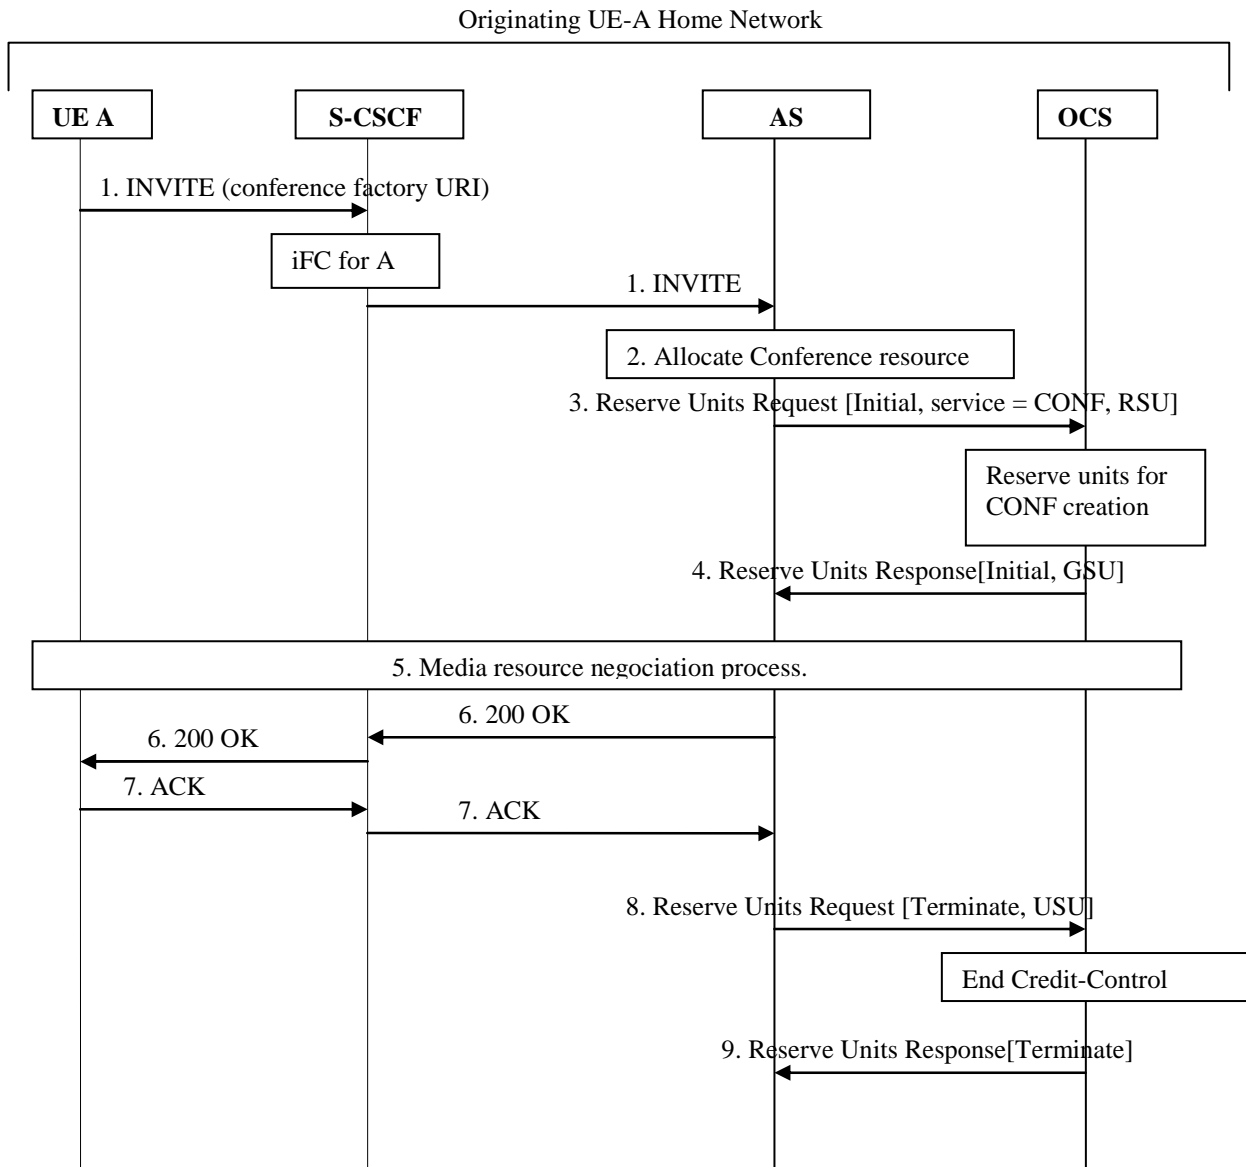 Originating UE-A Home Network
UE A
S-CSCF
AS
OCS
1. INVITE (conference factory URI)
iFC for A
1. INVITE
2. Allocate Conference resource
3. Reserve Units Request [Initial, service = CONF, RSU]
Reserve units for
CONF creation
4. Reserve Units Response[Initial, GSU]
5. Media resource negociation process.
6. 200 OK
6. 200 OK
7. ACK
7. ACK
8. Reserve Units Request [Terminate, USU]
End Credit-Control
9. Reserve Units Response[Terminate]